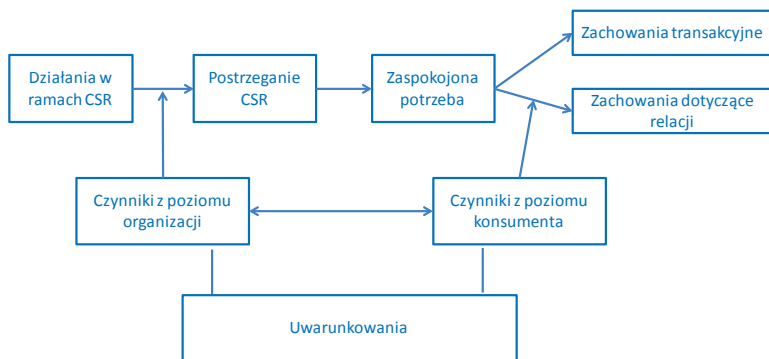 Zachowania transakcyjne
Działania w
ramach CSR
Postrzeganie
CSR
Zaspokojona
potrzeba
Zachowania dotyczące
relacji
Czynniki z poziomu
organizacji
Czynniki z poziomu
konsumenta
Uwarunkowania